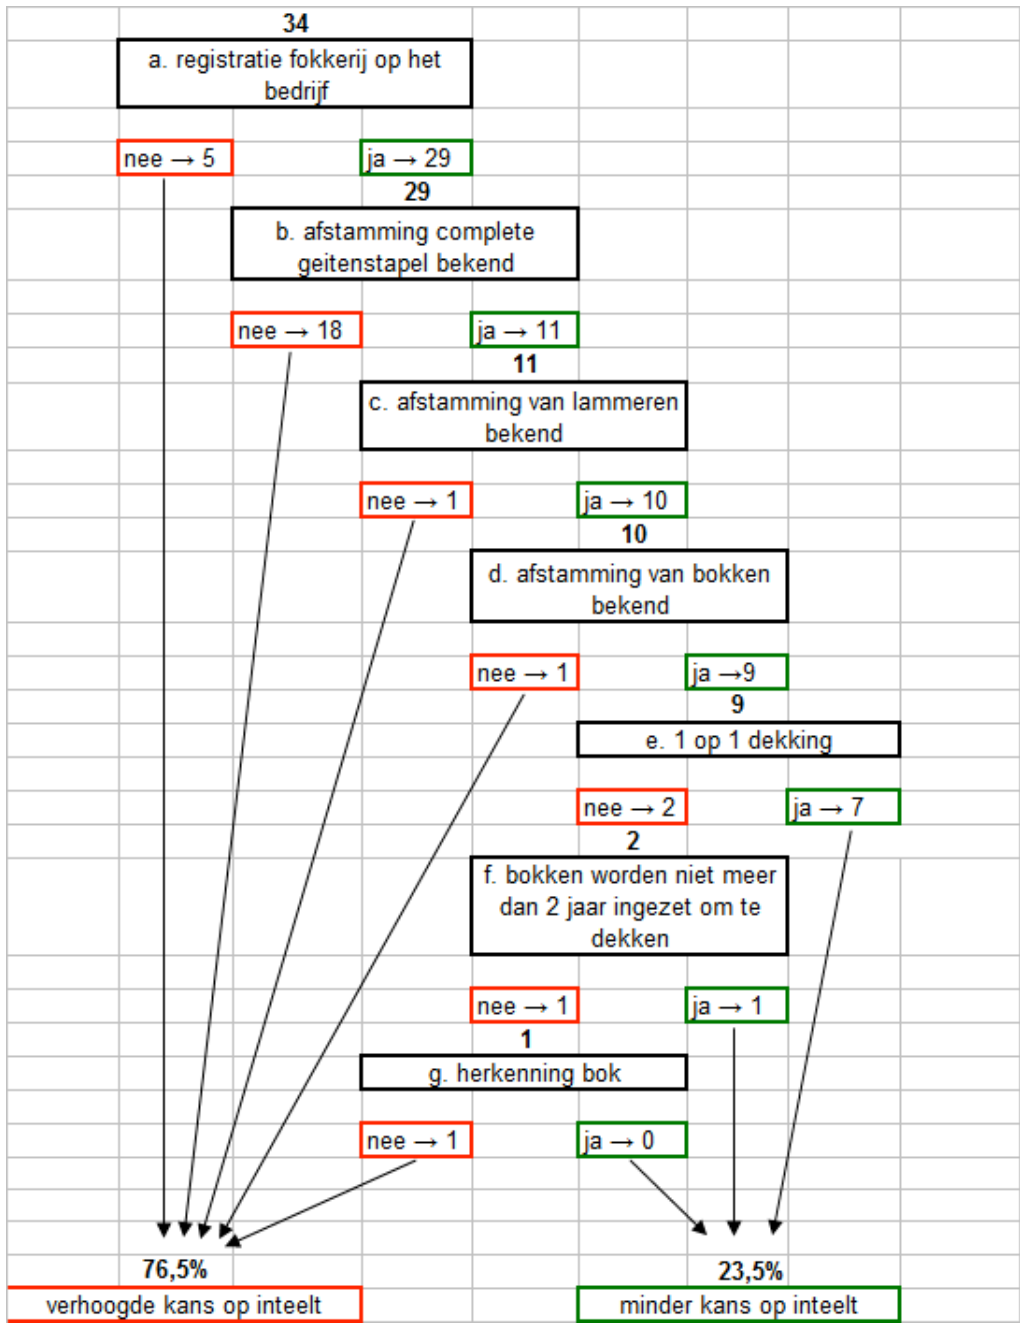 34
a. registratie fokkerij op het
bedrijf
nee → 5
ja → 29
29
b. afstamming complete
geitenstapel bekend
nee → 18
ja → 11
11
c. afstamming van lammeren
bekend
nee → 1
ja → 10
10
d. afstamming van bokken
bekend
nee → 1
ja →9
9
e. 1 op 1 dekking
nee → 2
ja → 7
2
f. bokken worden niet meer
dan 2 jaar ingezet om te
dekken
nee → 1
ja → 1
1
g. herkenning bok
nee → 1
ja → 0
76,5%
23,5%
verhoogde kans op inteelt
minder kans op inteelt